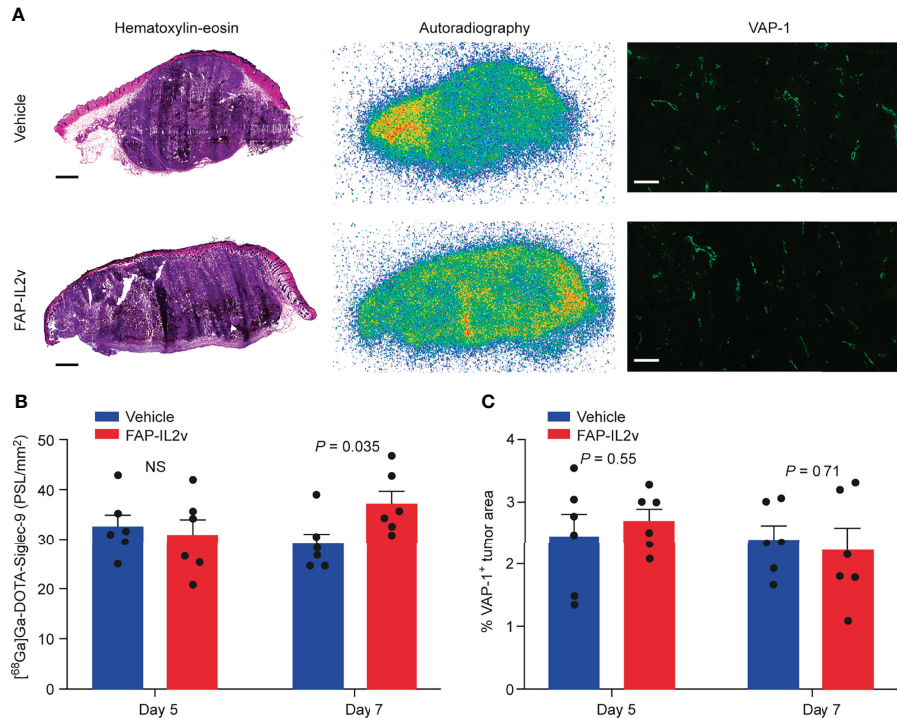 A
Hematoxylin-eosin
Autoradiography
VAP-1
Vehicle
FAP-IL2v
B
Vehicle
FAP-IL2v
[⁶⁸Ga]Ga-DOTA-Siglec-9 (PSL/mm²)
50
40
30
20
10
0
NS
P = 0.035
Day 5
Day 7
C
Vehicle
FAP-IL2v
% VAP-1⁺ tumor area
4
3
2
1
0
P = 0.55
P = 0.71
Day 5
Day 7